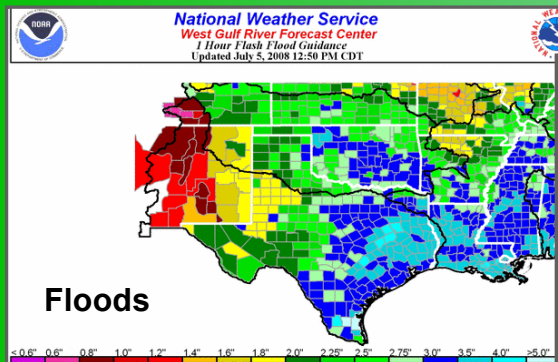 National Weather Service
West Gulf River Forecast Center
1 Hour Flash Flood Guidance
Updated July 5, 2008 12:50 PM CDT
NOAA
Floods
< 0.6" 0.6" 0.8" 1.0" 1.2" 1.4" 1.6" 1.8" 2.0" 2.25" 2.5" 2.75" 3.0" 3.5" 4.0" >5.0"